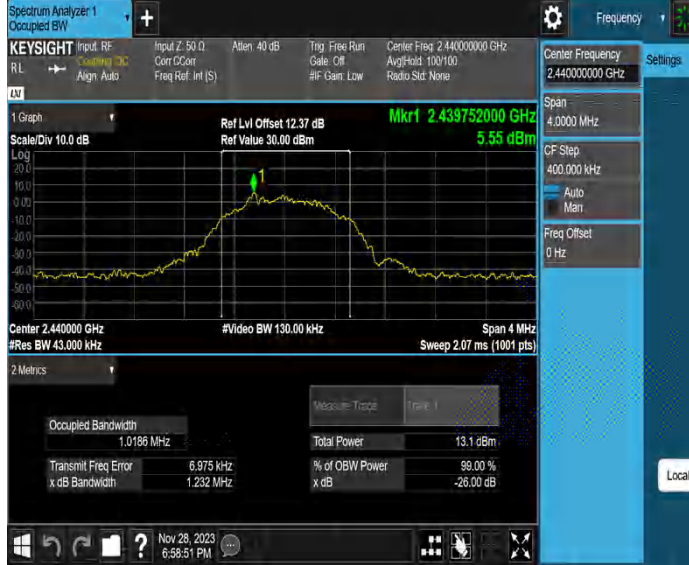 Spectrum Analyzer 1
Occupied BW
+
Frequency
KEYSIGHT
Input: RF
Coupling: DC
Align: Auto
RL
Input Z: 50 Ω
Corr CCorr
Freq Ref: Int (S)
Atten: 40 dB
Trig: Free Run
Gate: Off
#IF Gain: Low
Center Freq: 2.440000000 GHz
Avg|Hold: 100/100
Radio Std: None
LXI
Center Frequency
2.440000000 GHz
Settings
Span
4.0000 MHz
CF Step
400.000 kHz
Auto
Man
Freq Offset
0 Hz
1 Graph
Scale/Div 10.0 dB
Ref Lvl Offset 12.37 dB
Ref Value 30.00 dBm
Mkr1 2.439752000 GHz
5.55 dBm
Log
20.0
10.0
0.00
-10.0
-20.0
-30.0
-40.0
-50.0
-60.0
1
Center 2.440000 GHz
#Res BW 43.000 kHz
#Video BW 130.00 kHz
Span 4 MHz
Sweep 2.07 ms (1001 pts)
2 Metrics
Measure Trace
Trace 1
Occupied Bandwidth
1.0186 MHz
Total Power
13.1 dBm
Transmit Freq Error
6.975 kHz
% of OBW Power
99.00 %
x dB Bandwidth
1.232 MHz
x dB
-26.00 dB
Local
?
Nov 28, 2023
6:58:51 PM